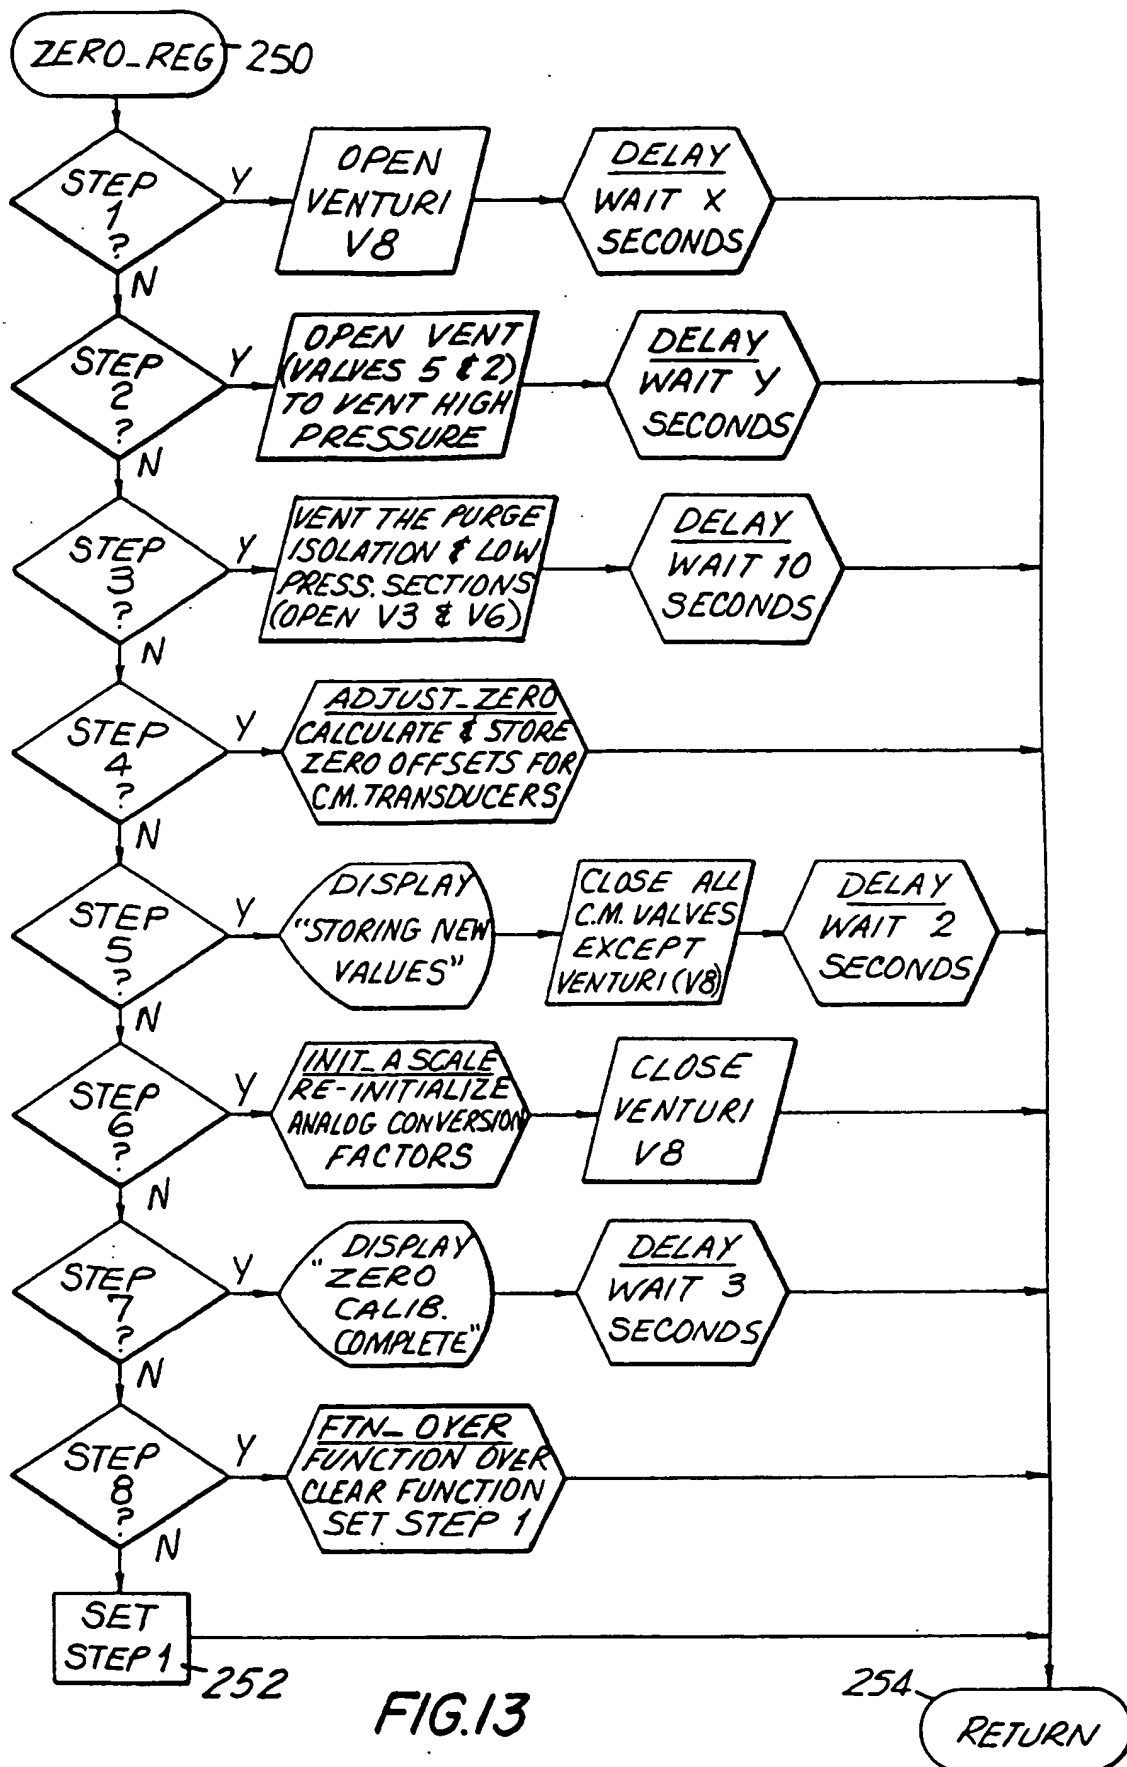 ZERO_REG 250
STEP
1
?
Y
N
OPEN
VENTURI
V8
DELAY
WAIT X
SECONDS
STEP
2
?
Y
N
OPEN VENT
(VALVES 5 & 2)
TO VENT HIGH
PRESSURE
DELAY
WAIT Y
SECONDS
STEP
3
?
Y
N
VENT THE PURGE
ISOLATION & LOW
PRESS. SECTIONS
(OPEN V3 & V6)
DELAY
WAIT 10
SECONDS
STEP
4
?
Y
N
ADJUST_ZERO
CALCULATE & STORE
ZERO OFFSETS FOR
C.M. TRANSDUCERS
STEP
5
?
Y
N
DISPLAY
"STORING NEW
VALUES"
CLOSE ALL
C.M. VALVES
EXCEPT
VENTURI (V8)
DELAY
WAIT 2
SECONDS
STEP
6
?
Y
N
INIT_ASCALE
RE-INITIALIZE
ANALOG CONVERSION
FACTORS
CLOSE
VENTURI
V8
STEP
7
?
Y
N
DISPLAY
"ZERO
CALIB.
COMPLETE"
DELAY
WAIT 3
SECONDS
STEP
8
?
Y
N
FTN_OVER
FUNCTION OVER
CLEAR FUNCTION
SET STEP 1
SET
STEP 1
252
254
RETURN
FIG.13